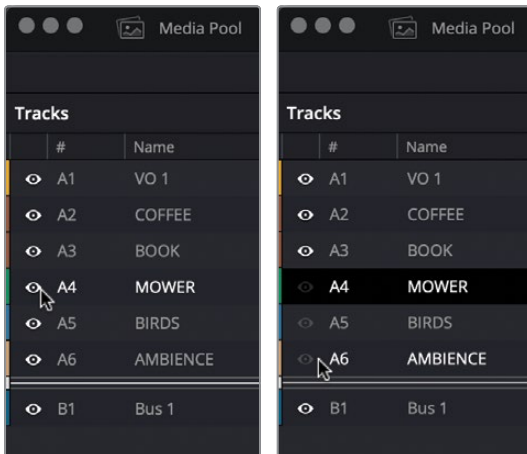 Media Pool
Tracks
# Name
A1 VO 1
A2 COFFEE
A3 BOOK
A4 MOWER
A5 BIRDS
A6 AMBIENCE
B1 Bus 1
Media Pool
Tracks
# Name
A1 VO 1
A2 COFFEE
A3 BOOK
A4 MOWER
A5 BIRDS
A6 AMBIENCE
B1 Bus 1